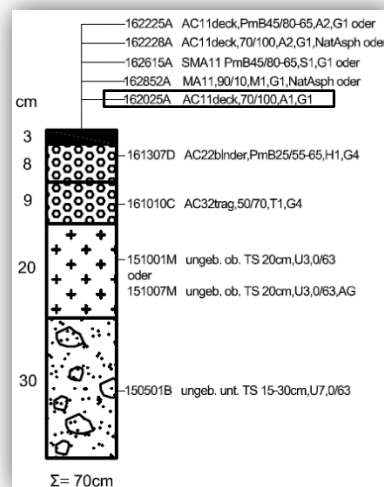 162225A AC11deck,PmB45/80-65,A2,G1 oder
162228A AC11deck,70/100,A2,G1,NatAsph oder
162615A SMA11 PmB45/80-65,S1,G1 oder
162852A MA11,90/10,M1,G1,NatAsph oder
cm
162025A AC11deck,70/100,A1,G1
3
8
161307D AC22bInder,PmB25/55-65,H1,G4
9
161010C AC32trag,50/70,T1,G4
20
151001M ungeb. ob. TS 20cm,U3,0/63
oder
151007M ungeb. ob. TS 20cm,U3,0/63,AG
30
150501B ungeb. unt. TS 15-30cm,U7,0/63
Σ= 70cm